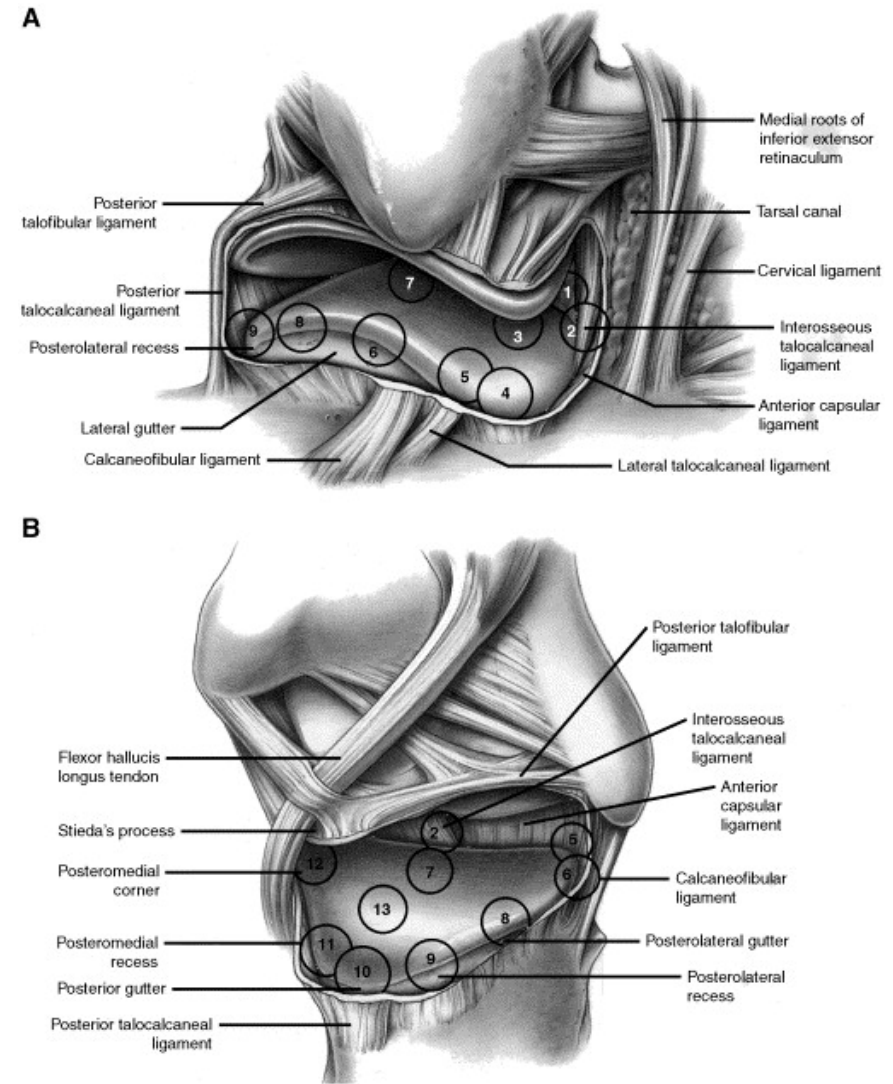 A
Medial roots of
inferior extensor
retinaculum
Posterior
talofibular ligament
Tarsal canal
Cervical ligament
Posterior
talocalcaneal ligament
Posterolateral recess
7
1
9
8
3
2
6
5
4
Interosseous
talocalcaneal
ligament
Anterior capsular
ligament
Lateral gutter
Calcaneofibular ligament
Lateral talocalcaneal ligament
B
Posterior talofibular
ligament
Interosseous
talocalcaneal
ligament
Flexor hallucis
longus tendon
Anterior
capsular
ligament
Stieda's process
Posteromedial
corner
2
5
12
7
6
13
8
11
9
10
Calcaneofibular
ligament
Posteromedial
recess
Posterolateral gutter
Posterior gutter
Posterolateral
recess
Posterior talocalcaneal
ligament